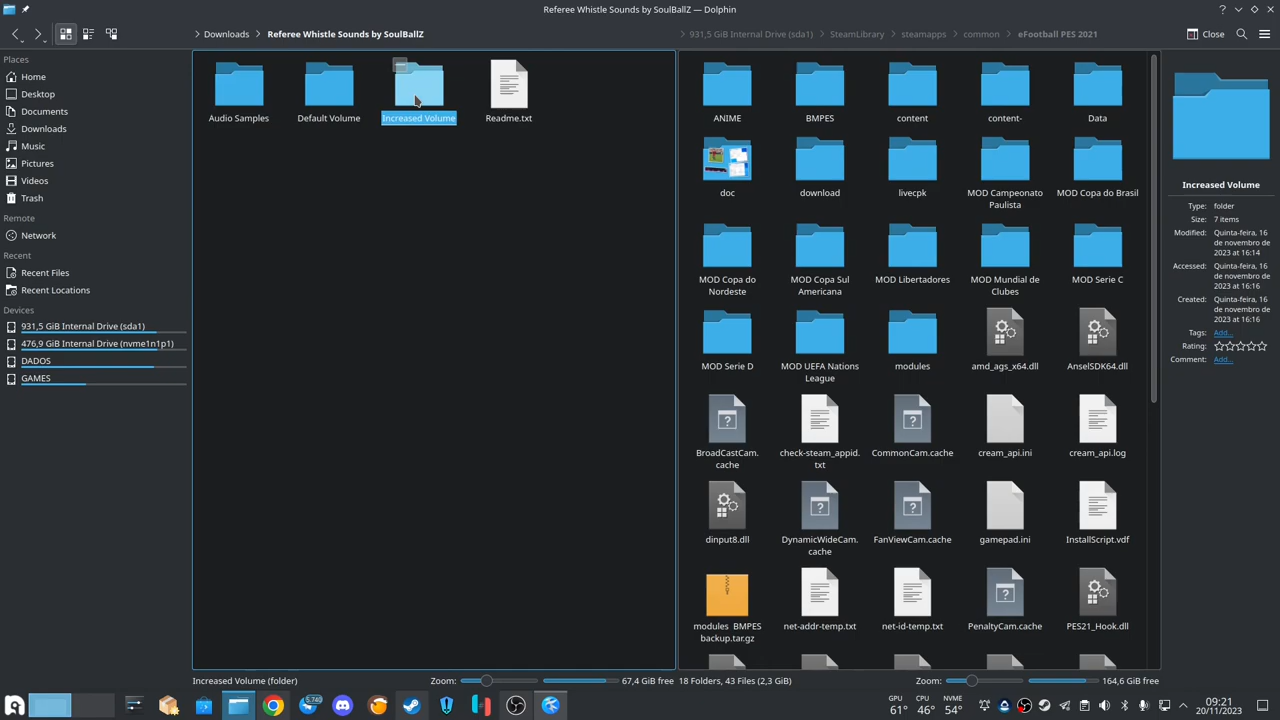 Referee Whistle Sounds by SoulBallZ — Dolphin
Downloads
Referee Whistle Sounds by SoulBallZ
931,5 GiB Internal Drive (sda1)
SteamLibrary
steamapps
common
eFootball PES 2021
Close
Places
Home
Desktop
Documents
Downloads
Music
Pictures
Videos
Trash
Remote
Network
Recent
Recent Files
Recent Locations
Devices
931,5 GiB Internal Drive (sda1)
476,9 GiB Internal Drive (nvme1n1p1)
DADOS
GAMES
Audio Samples
Default Volume
Increased Volume
Readme.txt
ANIME
BMPES
content
content-
Data
doc
download
livecpk
MOD Campeonato
Paulista
MOD Copa do Brasil
MOD Copa do
Nordeste
MOD Copa Sul
Americana
MOD Libertadores
MOD Mundial de
Clubes
MOD Serie C
MOD Serie D
MOD UEFA Nations
League
modules
amd_ags_x64.dll
AnselSDK64.dll
BroadCastCam.
cache
check-steam_appid.
txt
CommonCam.cache
cream_api.ini
cream_api.log
dinput8.dll
DynamicWideCam.
cache
FanViewCam.cache
gamepad.ini
InstallScript.vdf
modules BMPES
backup.tar.gz
net-addr-temp.txt
net-id-temp.txt
PenaltyCam.cache
PES21_Hook.dll
Increased Volume
Type: folder
Size: 7 items
Modified: Quinta-feira, 16
de novembro de
2023 at 16:14
Accessed: Quinta-feira, 16
de novembro de
2023 at 16:16
Created: Quinta-feira, 16
de novembro de
2023 at 16:16
Tags: Add...
Rating:
Comment: Add...
Increased Volume (folder)
Zoom:
67,4 GiB free
18 Folders, 43 Files (2,3 GiB)
Zoom:
164,6 GiB free
5,740
GPU CPU NVME
61° 46° 54°
09:21
20/11/2023